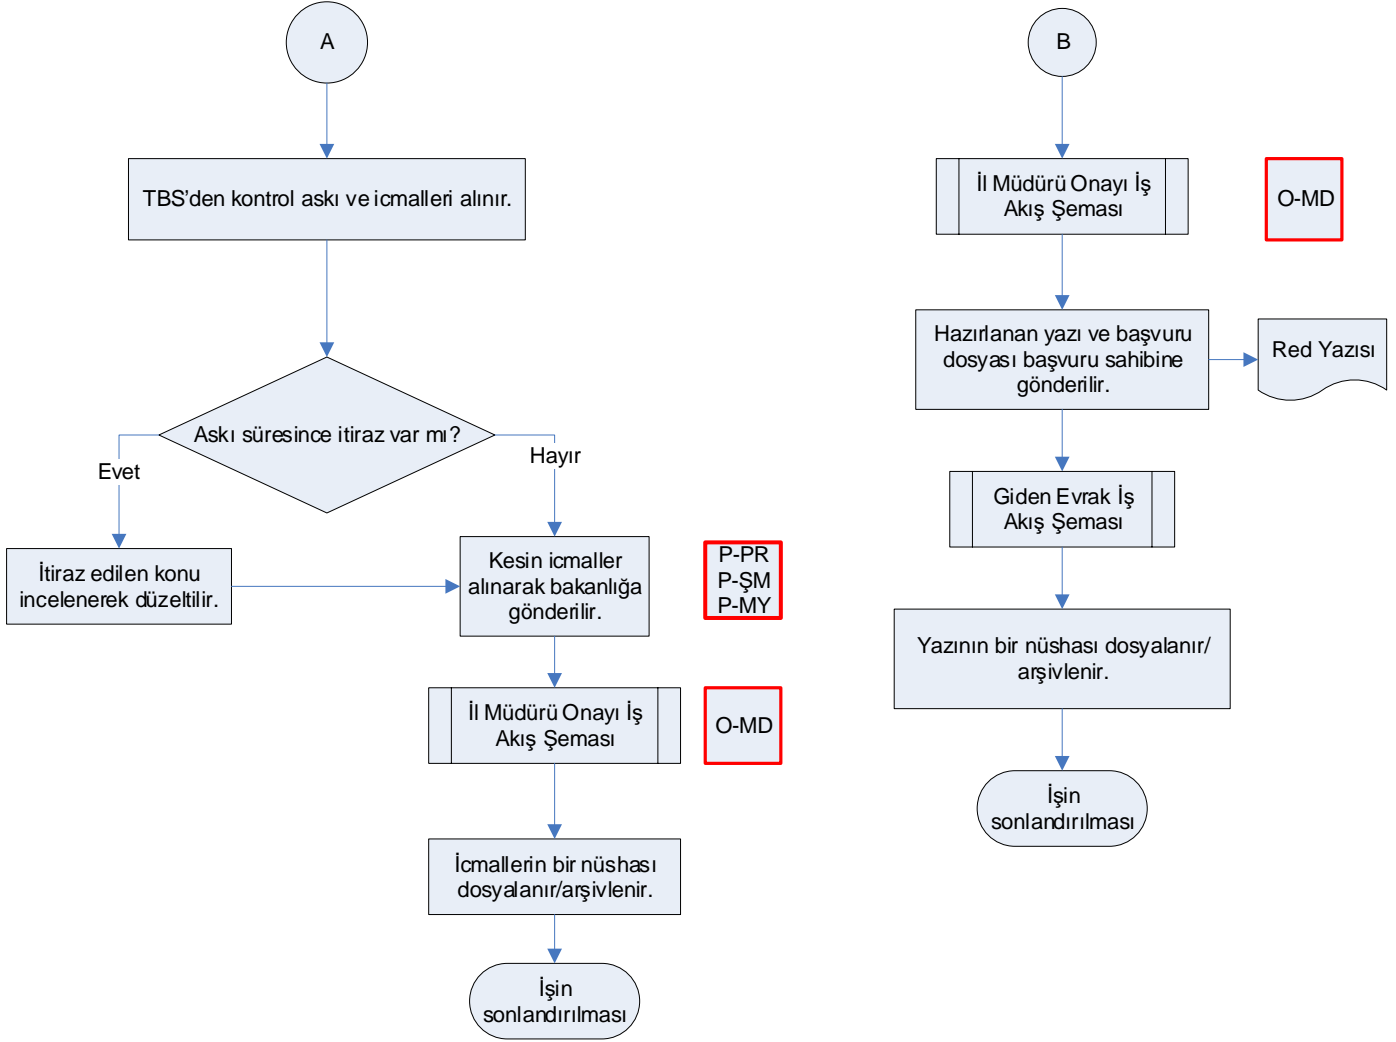 A
TBS'den kontrol askı ve icmalleri alınır.
Askı süresince itiraz var mı?
Evet
Hayır
İtiraz edilen konu
incelenerek düzeltilir.
Kesin icmaller
alınarak bakanlığa
gönderilir.
P-PR
P-ŞM
P-MY
İl Müdürü Onayı İş
Akış Şeması
O-MD
İcmallerin bir nüshası
dosyalanır/arşivlenir.
İşin
sonlandırılması
B
İl Müdürü Onayı İş
Akış Şeması
O-MD
Hazırlanan yazı ve başvuru
dosyası başvuru sahibine
gönderilir.
Red Yazısı
Giden Evrak İş
Akış Şeması
Yazının bir nüshası dosyalanır/
arşivlenir.
İşin
sonlandırılması